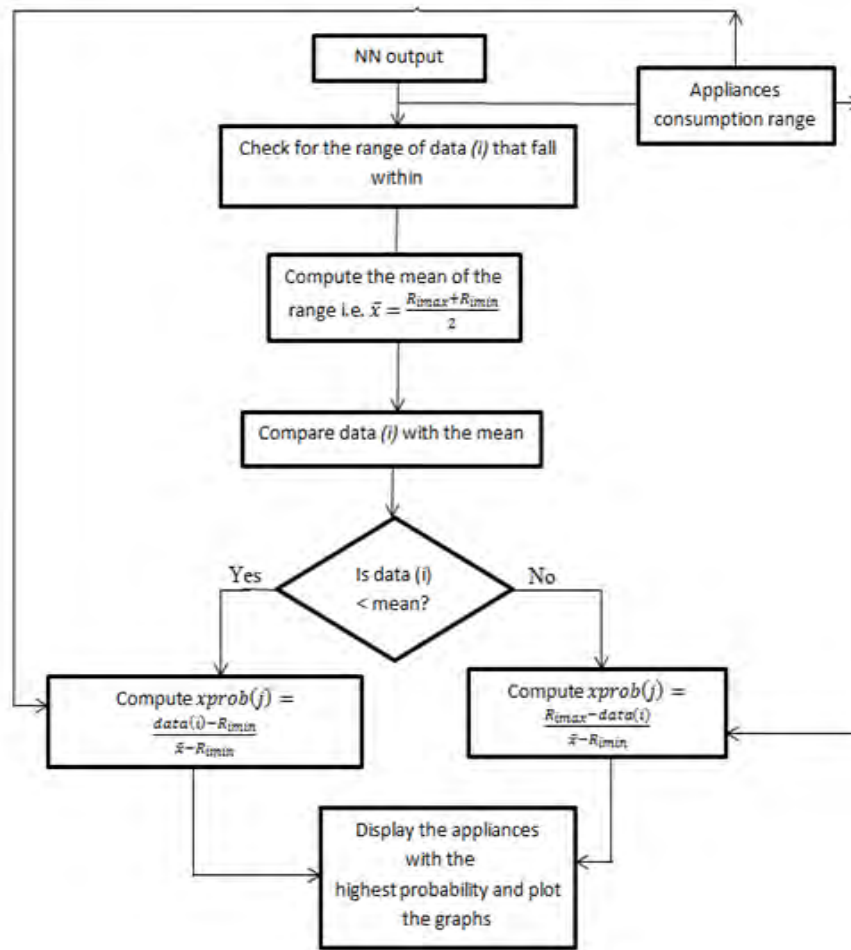 NN output
Appliances
consumption range
Check for the range of data (i) that fall
within
Compute the mean of the
range i.e. x̄ = (R_imax+R_imin)/2
Compare data (i) with the mean
Is data (i)
< mean?
Yes
No
Compute xprob(j) =
(data(i)−R_imin)/(x̄−R_imin)
Compute xprob(j) =
(R_imax−data(i))/(x̄−R_imin)
Display the appliances
with the
highest probability and plot
the graphs